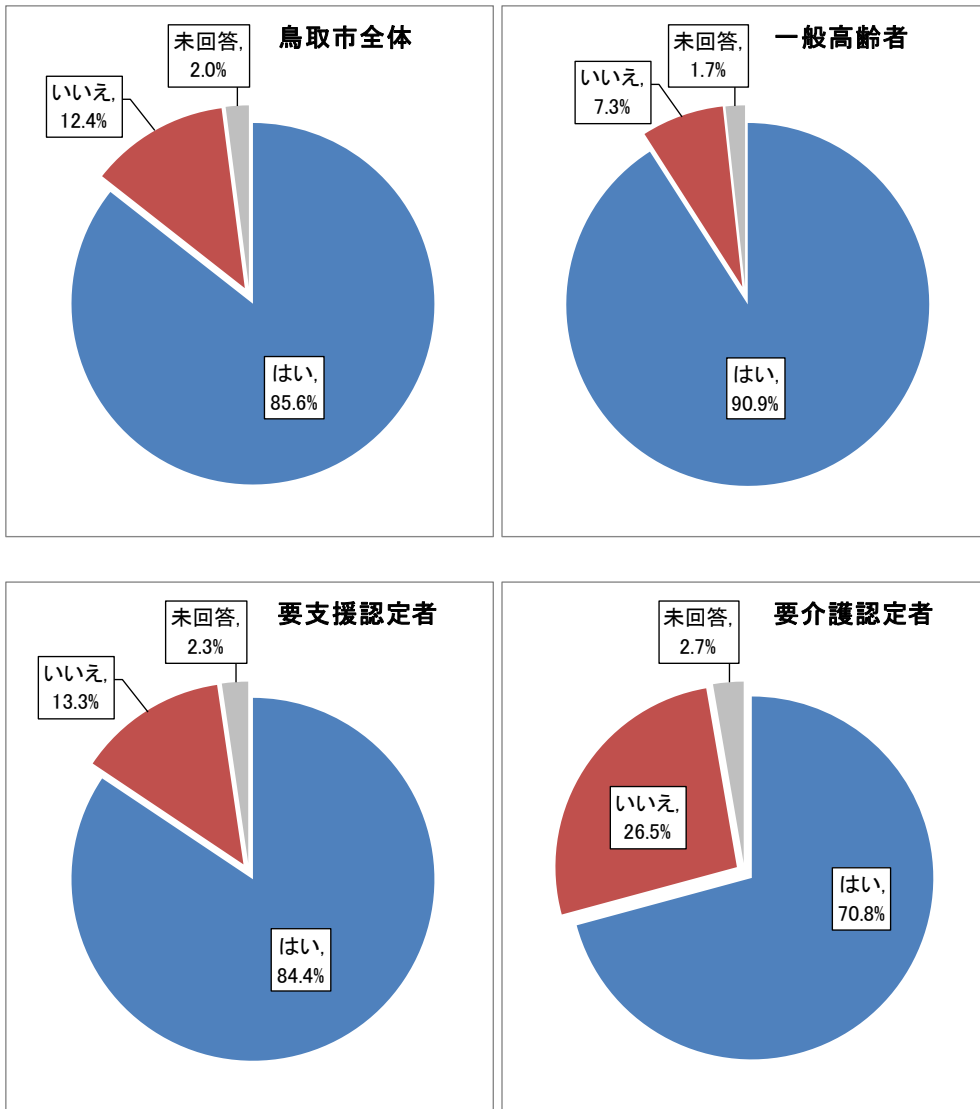 鳥取市全体
未回答,
2.0%
いいえ,
12.4%
はい,
85.6%
一般高齢者
未回答,
1.7%
いいえ,
7.3%
はい,
90.9%
要支援認定者
未回答,
2.3%
いいえ,
13.3%
はい,
84.4%
要介護認定者
未回答,
2.7%
いいえ,
26.5%
はい,
70.8%